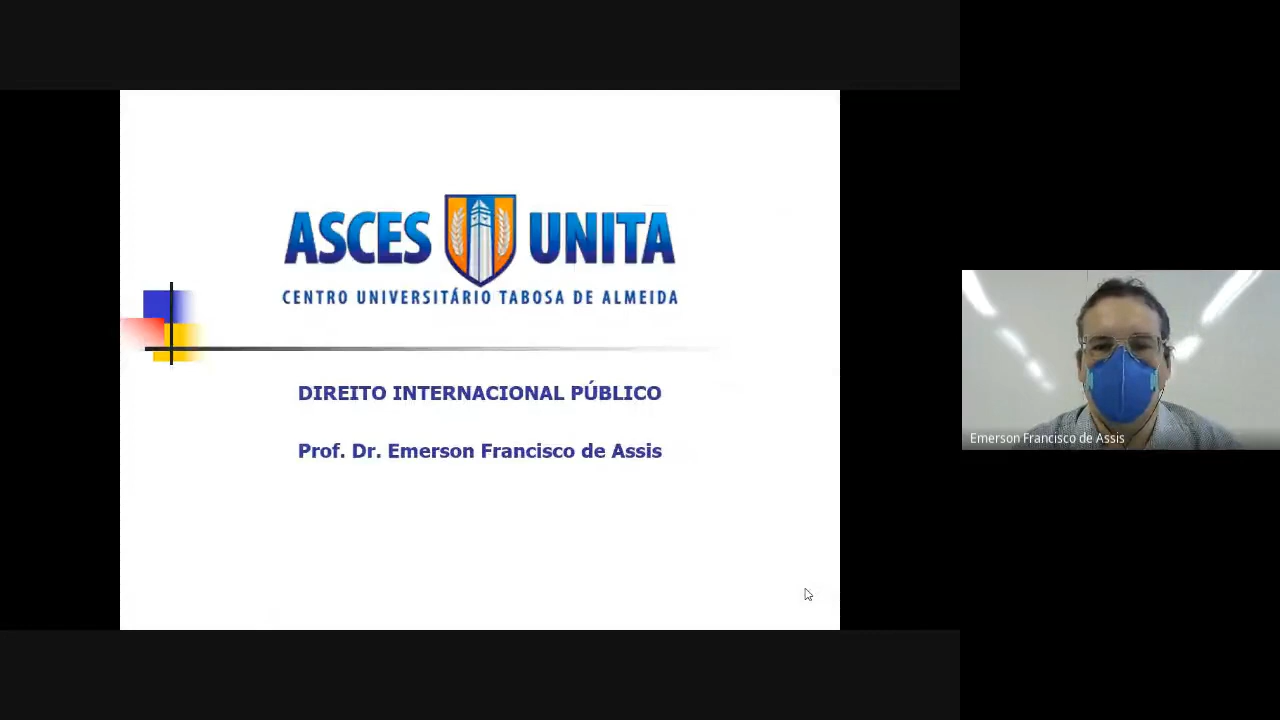 ASCES UNITA
CENTRO UNIVERSITÁRIO TABOSA DE ALMEIDA
DIREITO INTERNACIONAL PÚBLICO
Prof. Dr. Emerson Francisco de Assis
Emerson Francisco de Assis